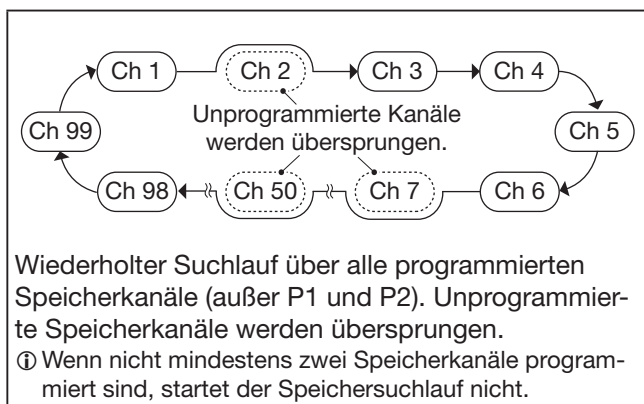 Ch 1
Ch 2
Ch 3
Ch 4
Unprogrammierte Kanäle
werden übersprungen.
Ch 99
Ch 5
Ch 98
Ch 50
Ch 7
Ch 6
Wiederholter Suchlauf über alle programmierten
Speicherkanäle (außer P1 und P2). Unprogrammier-
te Speicherkanäle werden übersprungen.
ⓘ Wenn nicht mindestens zwei Speicherkanäle program-
miert sind, startet der Speichersuchlauf nicht.